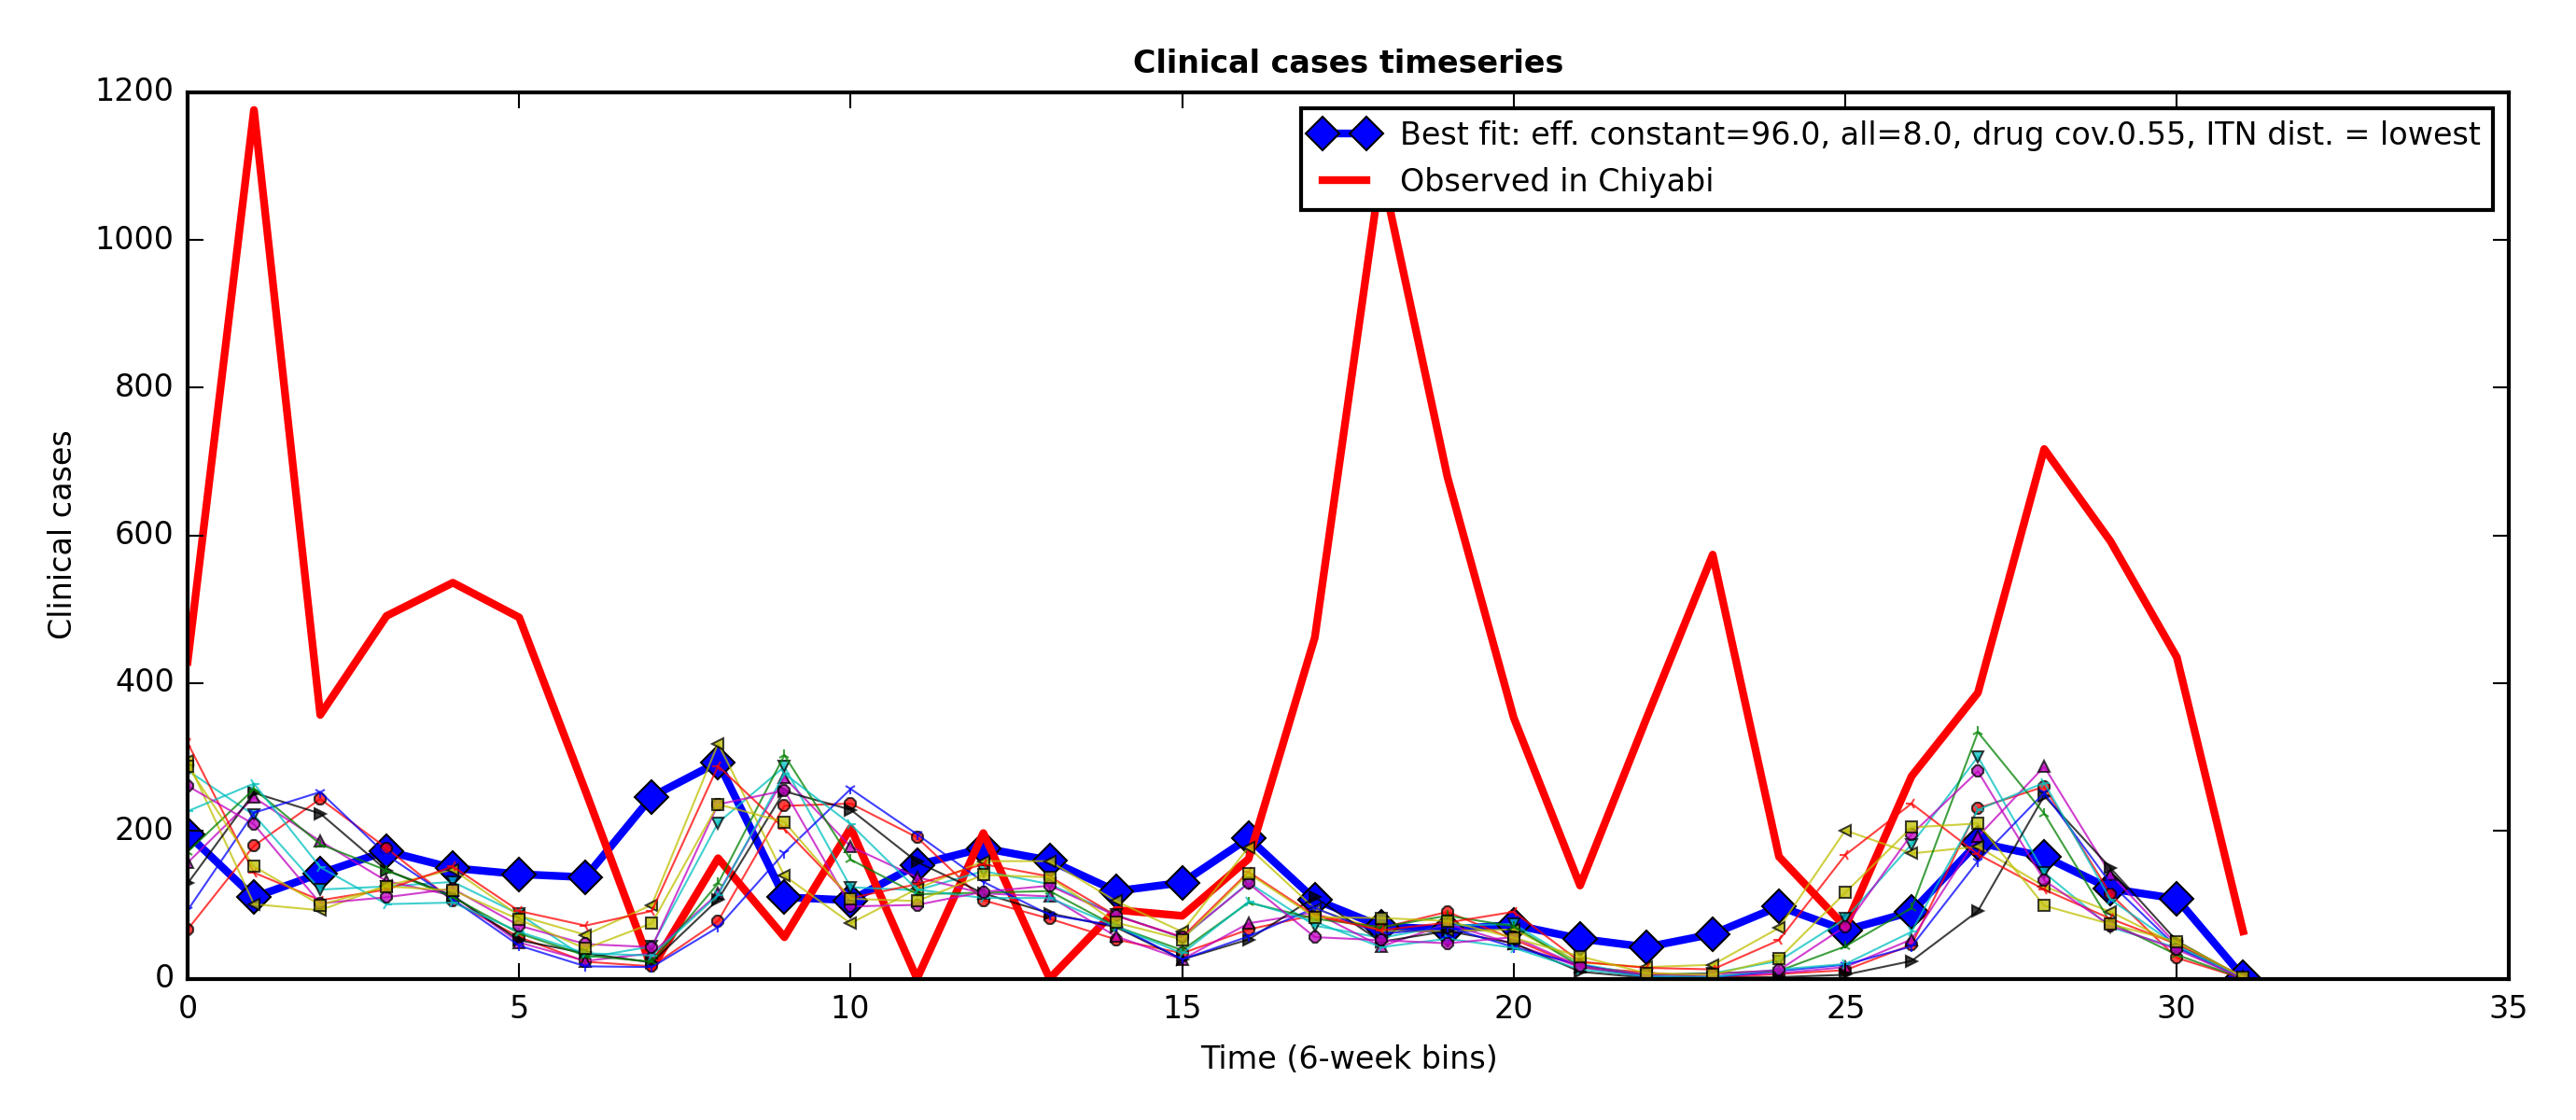 Clinical cases timeseries
Best fit: eff. constant=96.0, all=8.0, drug cov.0.55, ITN dist. = lowest
Observed in Chiyabi
Clinical cases
1200
1000
800
600
400
200
0
0 5 10 15 20 25 30 35
Time (6-week bins)